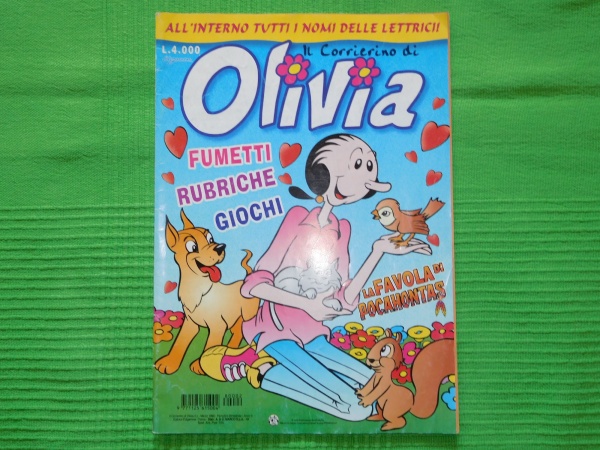 ALL'INTERNO TUTTI I NOMI DELLE LETTRICI!
L.4.000
Il Corrierino di
Olivia
FUMETTI
RUBRICHE
GIOCHI
LA FAVOLA DI
POCAHONTAS